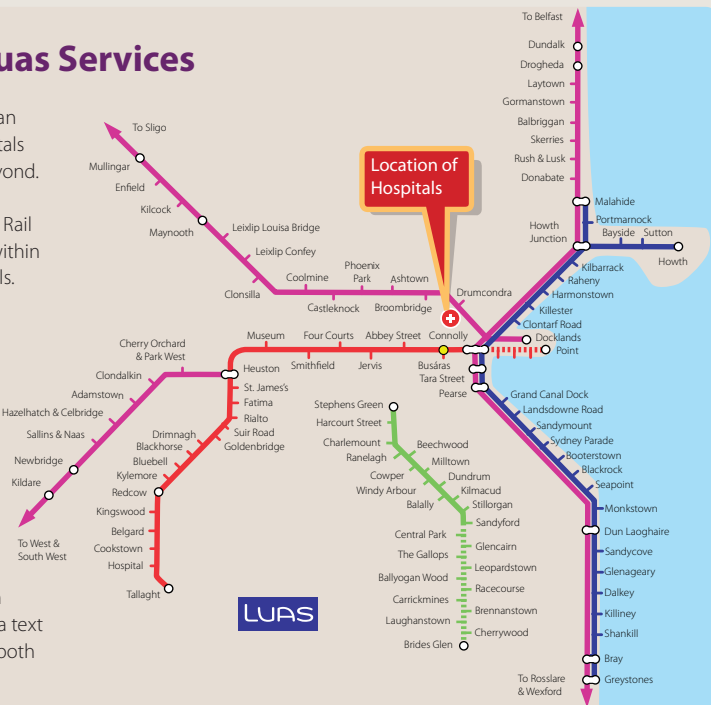 uas Services
an
tals
yond.
Rail
within
ls.
a text
both
To Belfast
Dundalk
Drogheda
Laytown
Gormanstown
Balbriggan
Skerries
Rush & Lusk
Donabate
Malahide
Portmarnock
Howth
Junction
Bayside
Sutton
Howth
Kilbarrack
Raheny
Harmonstown
Killester
Clontarf Road
Docklands
Point
To Sligo
Mullingar
Enfield
Kilcock
Maynooth
Leixlip Louisa Bridge
Leixlip Confey
Clonsilla
Coolmine
Castleknock
Phoenix
Park
Ashtown
Broombridge
Drumcondra
Location of
Hospitals
Cherry Orchard
& Park West
Clondalkin
Adamstown
Hazelhatch & Celbridge
Sallins & Naas
Newbridge
Kildare
To West &
South West
Museum
Four Courts
Abbey Street
Connolly
Smithfield
Jervis
Busáras
Tara Street
Pearse
Heuston
St. James's
Fatima
Rialto
Suir Road
Goldenbridge
Drimnagh
Blackhorse
Bluebell
Kylemore
Redcow
Kingswood
Belgard
Cookstown
Hospital
Tallaght
Stephens Green
Harcourt Street
Charlemount
Ranelagh
Beechwood
Cowper
Milltown
Windy Arbour
Dundrum
Balally
Kilmacud
Stillorgan
Sandyford
Central Park
Glencairn
The Gallops
Leopardstown
Ballyogan Wood
Racecourse
Carrickmines
Brennanstown
Laughanstown
Cherrywood
Brides Glen
Grand Canal Dock
Landsdowne Road
Sandymount
Sydney Parade
Booterstown
Blackrock
Seapoint
Monkstown
Dun Laoghaire
Sandycove
Glenageary
Dalkey
Killiney
Shankill
Bray
Greystones
To Rosslare
& Wexford
LUAS